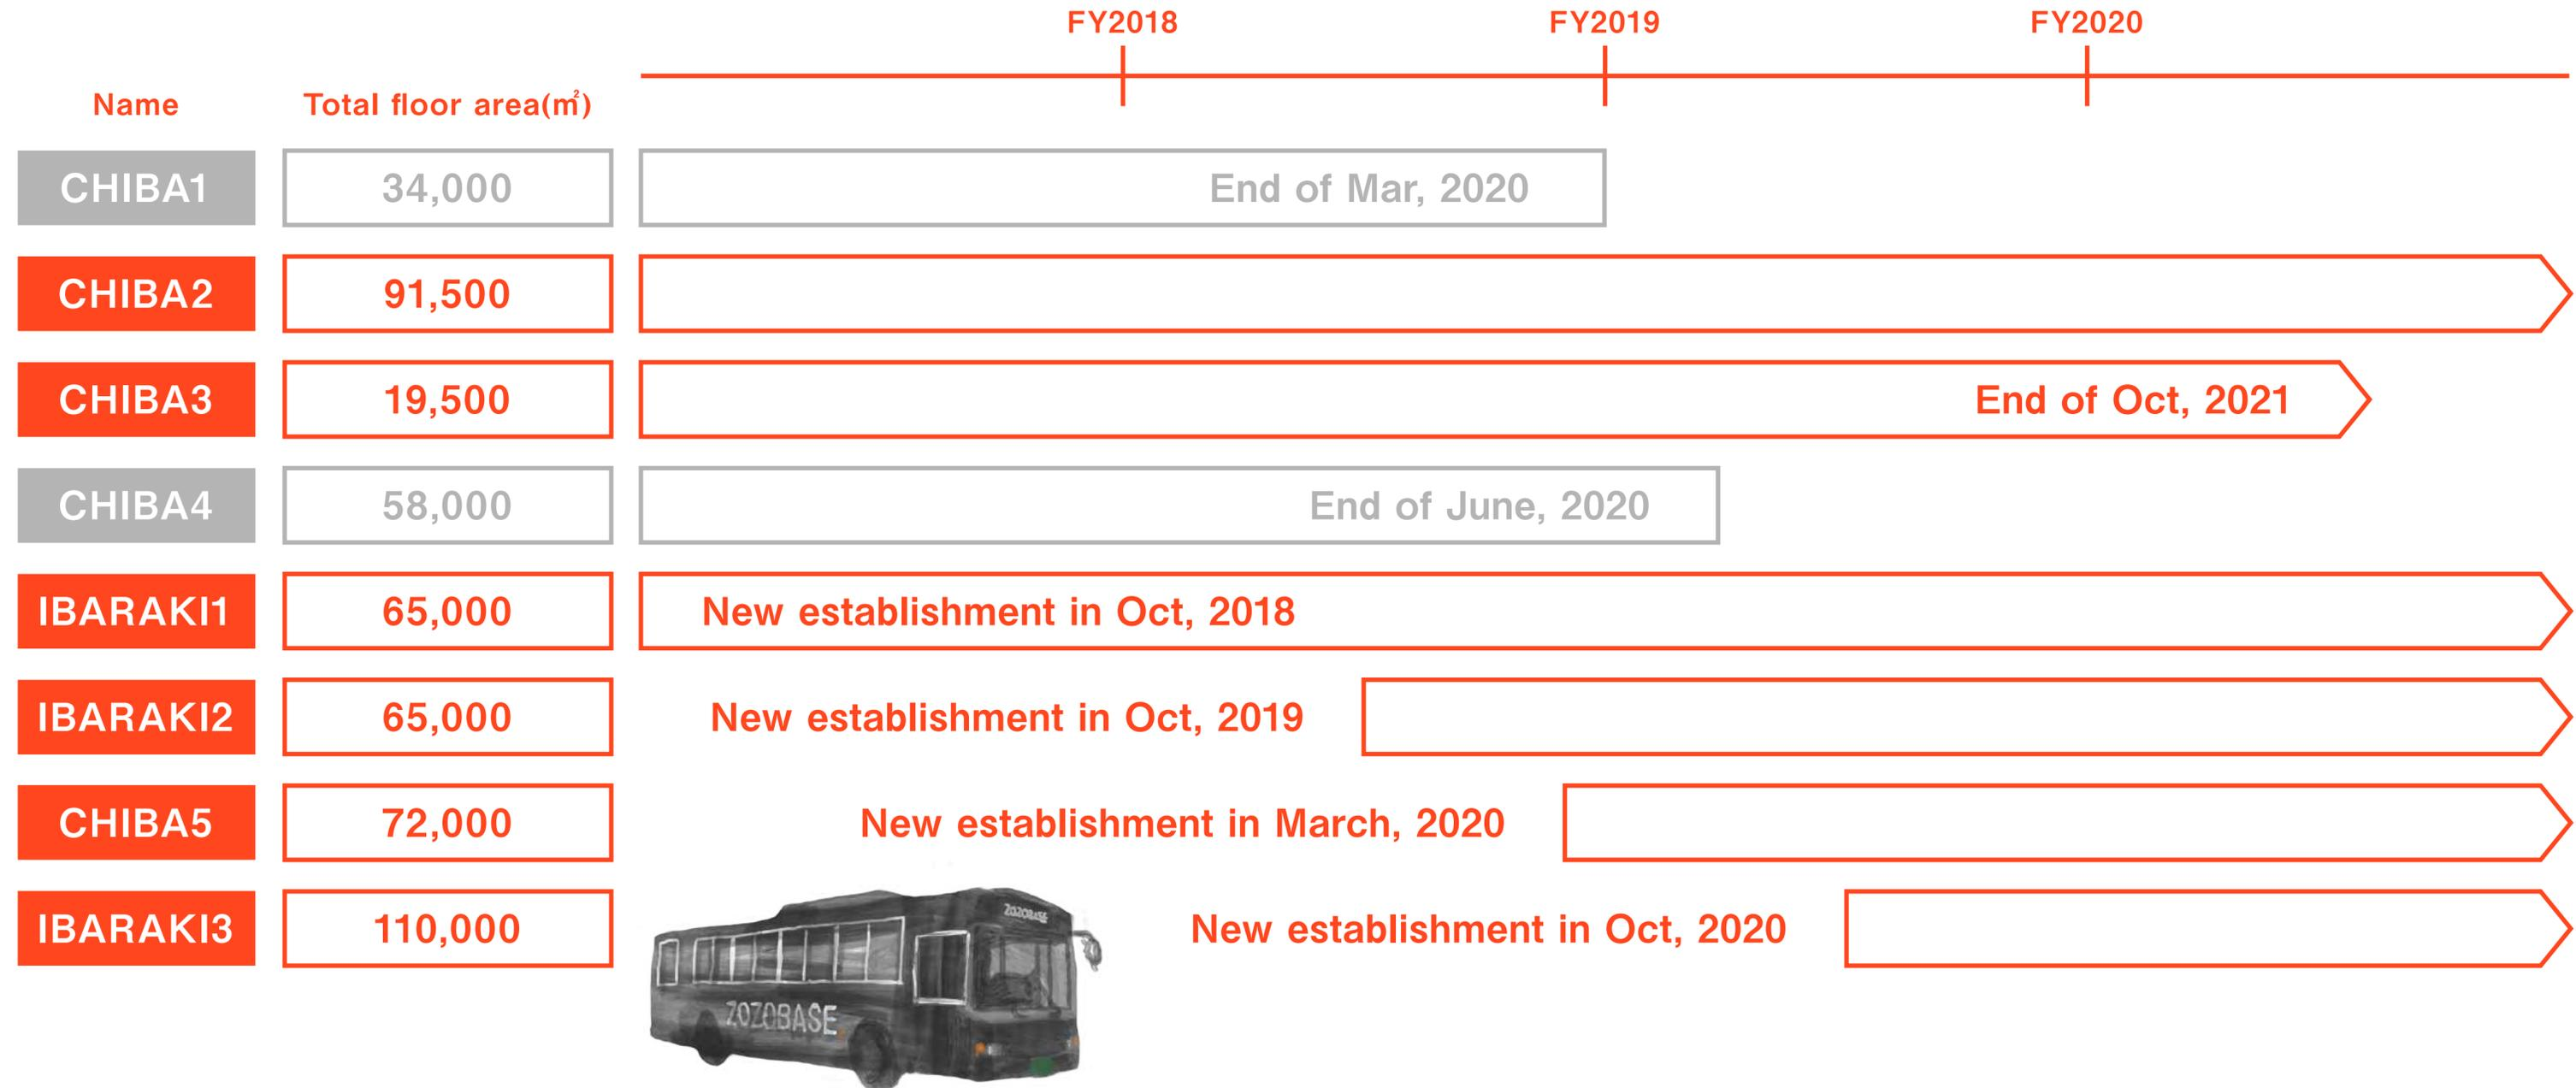 FY2018 FY2019 FY2020
Name Total floor area(㎡)
CHIBA1 34,000 End of Mar, 2020
CHIBA2 91,500
CHIBA3 19,500 End of Oct, 2021
CHIBA4 58,000 End of June, 2020
IBARAKI1 65,000 New establishment in Oct, 2018
IBARAKI2 65,000 New establishment in Oct, 2019
CHIBA5 72,000 New establishment in March, 2020
IBARAKI3 110,000 New establishment in Oct, 2020
ZOZOBASE
ZOZOBASE